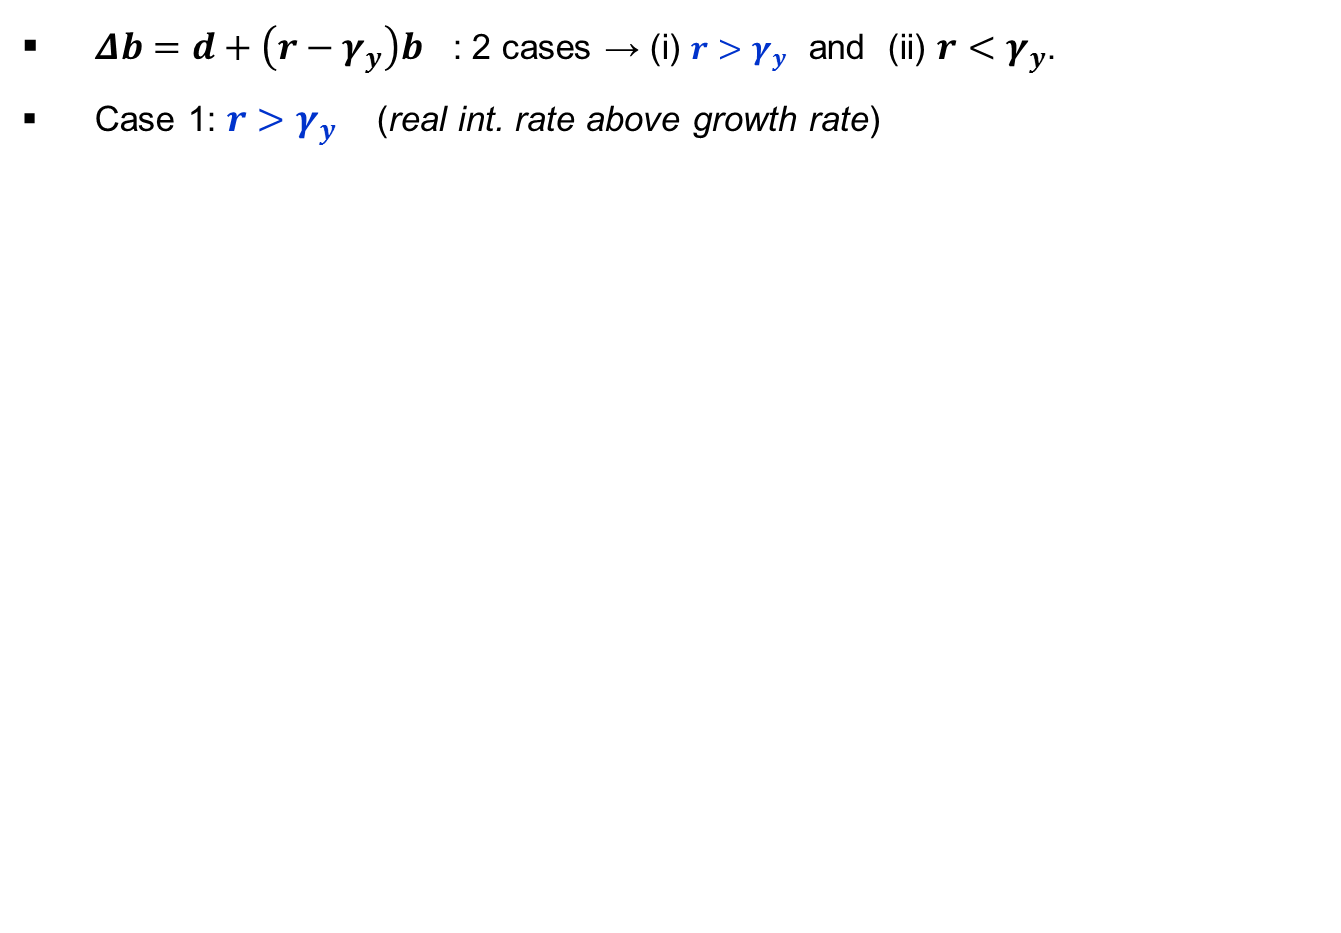 ▪ Δb = d + (r − γ_y)b : 2 cases → (i) r > γ_y and (ii) r < γ_y.
▪ Case 1: r > γ_y (real int. rate above growth rate)